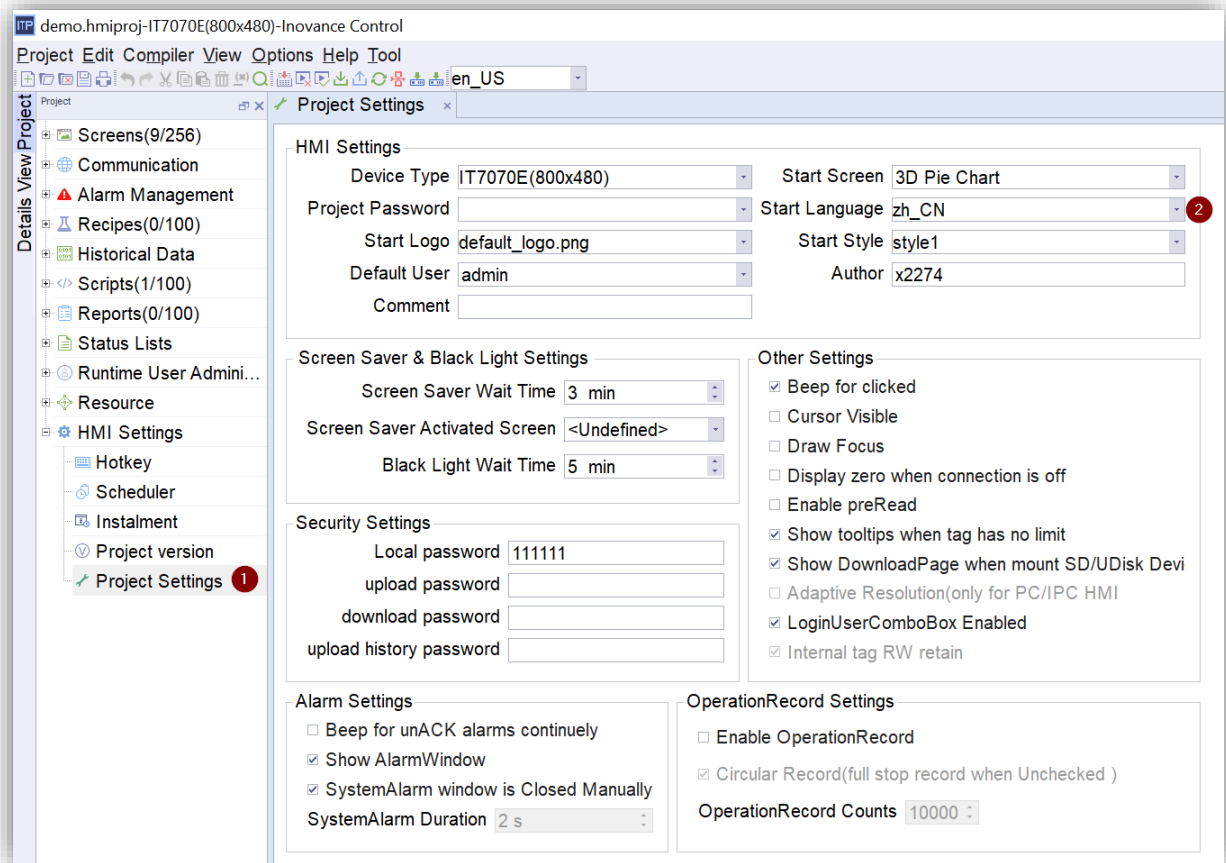 ITP demo.hmiproj-IT7070E(800x480)-Inovance Control
Project Edit Compiler View Options Help Tool
en_US
Project
Project Settings ×
Details View Project
Screens(9/256)
Communication
Alarm Management
Recipes(0/100)
Historical Data
Scripts(1/100)
Reports(0/100)
Status Lists
Runtime User Admini...
Resource
HMI Settings
Hotkey
Scheduler
Instalment
Project version
Project Settings 1
HMI Settings
Device Type IT7070E(800x480)
Start Screen 3D Pie Chart
Project Password
Start Language zh_CN 2
Start Logo default_logo.png
Start Style style1
Default User admin
Author x2274
Comment
Screen Saver & Black Light Settings
Screen Saver Wait Time 3 min
Screen Saver Activated Screen <Undefined>
Black Light Wait Time 5 min
Security Settings
Local password 111111
upload password
download password
upload history password
Other Settings
Beep for clicked
Cursor Visible
Draw Focus
Display zero when connection is off
Enable preRead
Show tooltips when tag has no limit
Show DownloadPage when mount SD/UDisk Devi
Adaptive Resolution(only for PC/IPC HMI
LoginUserComboBox Enabled
Internal tag RW retain
Alarm Settings
Beep for unACK alarms continuely
Show AlarmWindow
SystemAlarm window is Closed Manually
SystemAlarm Duration 2 s
OperationRecord Settings
Enable OperationRecord
Circular Record(full stop record when Unchecked )
OperationRecord Counts 10000